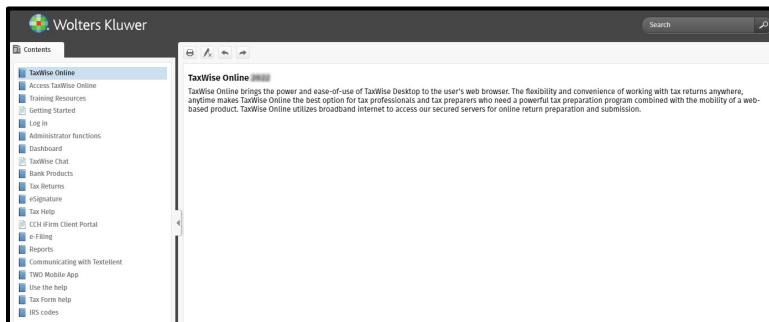 Wolters Kluwer
Search
Contents
TaxWise Online
Access TaxWise Online
Training Resources
Getting Started
Log in
Administrator functions
Dashboard
TaxWise Chat
Bank Products
Tax Returns
eSignature
Tax Help
CCH iFirm Client Portal
e-Filing
Reports
Communicating with Textellent
TWO Mobile App
Use the help
Tax Form help
IRS codes
TaxWise Online
TaxWise Online brings the power and ease-of-use of TaxWise Desktop to the user's web browser. The flexibility and convenience of working with tax returns anywhere,
anytime makes TaxWise Online the best option for tax professionals and tax preparers who need a powerful tax preparation program combined with the mobility of a web-
based product. TaxWise Online utilizes broadband internet to access our secured servers for online return preparation and submission.